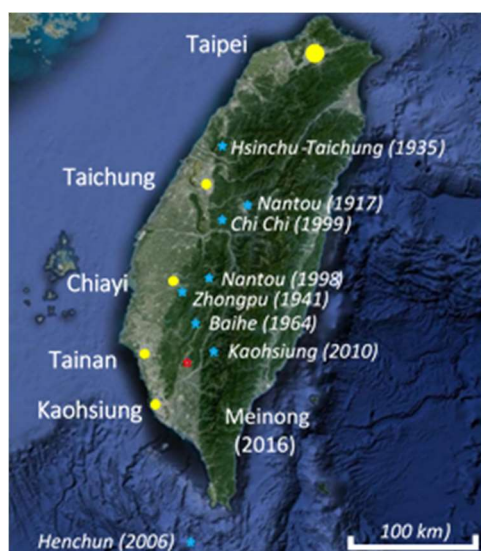 Taipei
Hsinchu-Taichung (1935)
Taichung
Nantou (1917)
Chi Chi (1999)
Chiayi
Nantou (1998)
Zhongpu (1941)
Baihe (1964)
Tainan
Kaohsiung (2010)
Kaohsiung
Meinong
(2016)
Henchun (2006)
100 km)